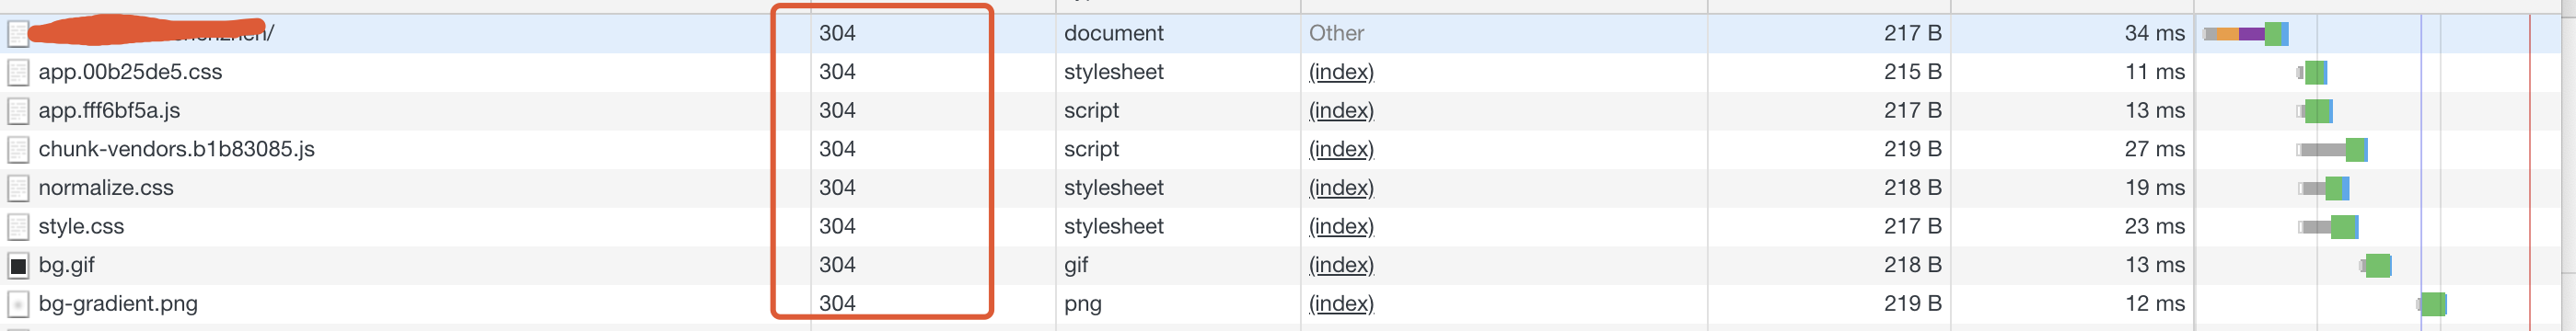 304 document Other 217 B 34 ms
app.00b25de5.css 304 stylesheet (index) 215 B 11 ms
app.fff6bf5a.js 304 script (index) 217 B 13 ms
chunk-vendors.b1b83085.js 304 script (index) 219 B 27 ms
normalize.css 304 stylesheet (index) 218 B 19 ms
style.css 304 stylesheet (index) 217 B 23 ms
bg.gif 304 gif (index) 218 B 13 ms
bg-gradient.png 304 png (index) 219 B 12 ms